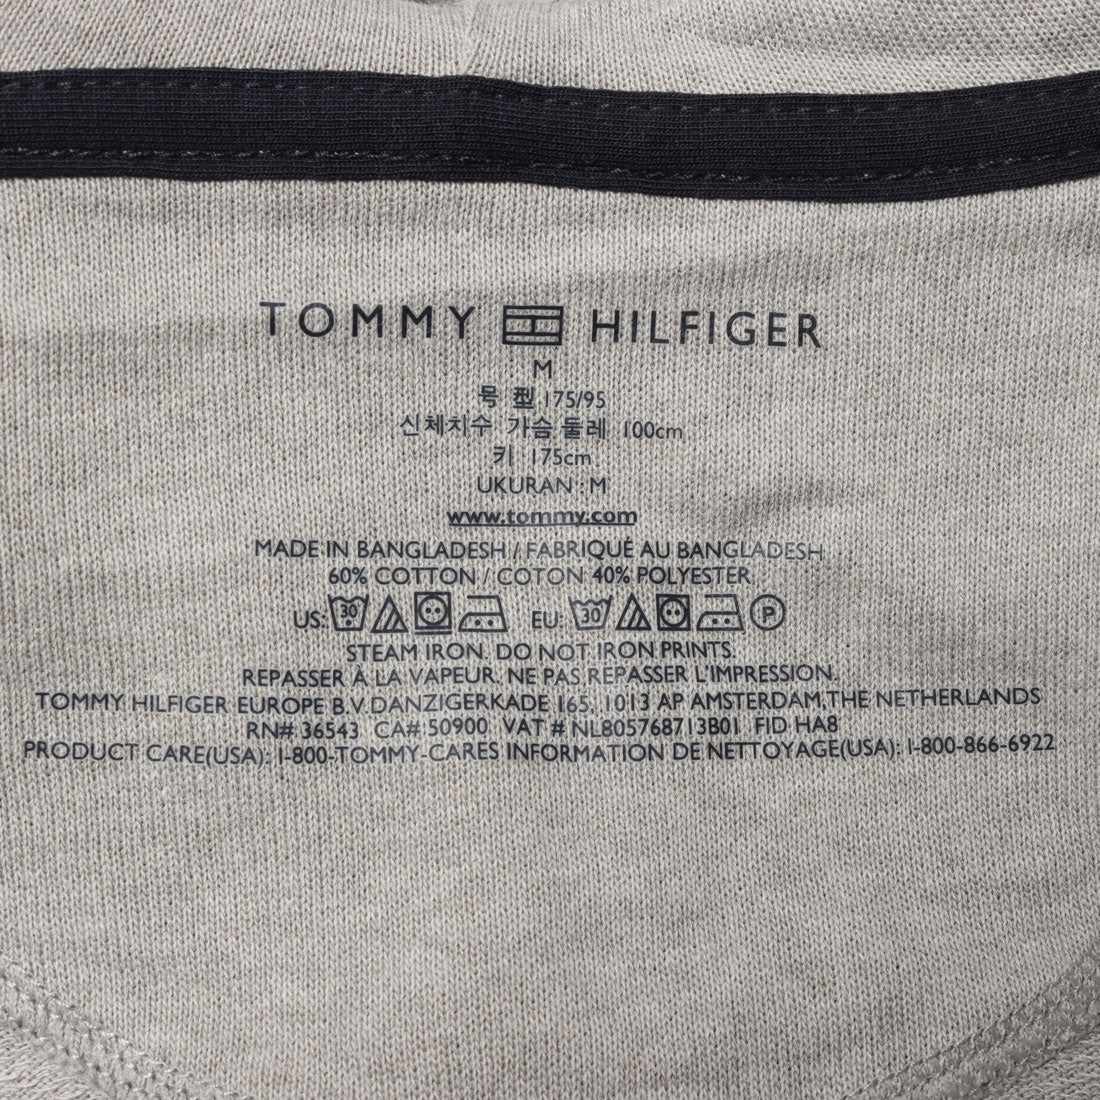 TOMMY HILFIGER
M
号 型 175/95
신체치수 가슴 둘레 100cm
키 175cm
UKURAN : M
www.tommy.com
MADE IN BANGLADESH / FABRIQUÉ AU BANGLADESH
60% COTTON / COTON 40% POLYESTER
US: 30 EU: 30 P
STEAM IRON. DO NOT IRON PRINTS.
REPASSER À LA VAPEUR. NE PAS REPASSER L'IMPRESSION.
TOMMY HILFIGER EUROPE B.V. DANZIGERKADE 165, 1013 AP AMSTERDAM, THE NETHERLANDS
RN# 36543 CA#:50900 VAT # NL805768713B01 FID HA8
PRODUCT CARE(USA): 1-800-TOMMY-CARES INFORMATION DE NETTOYAGE(USA): 1-800-866-6922